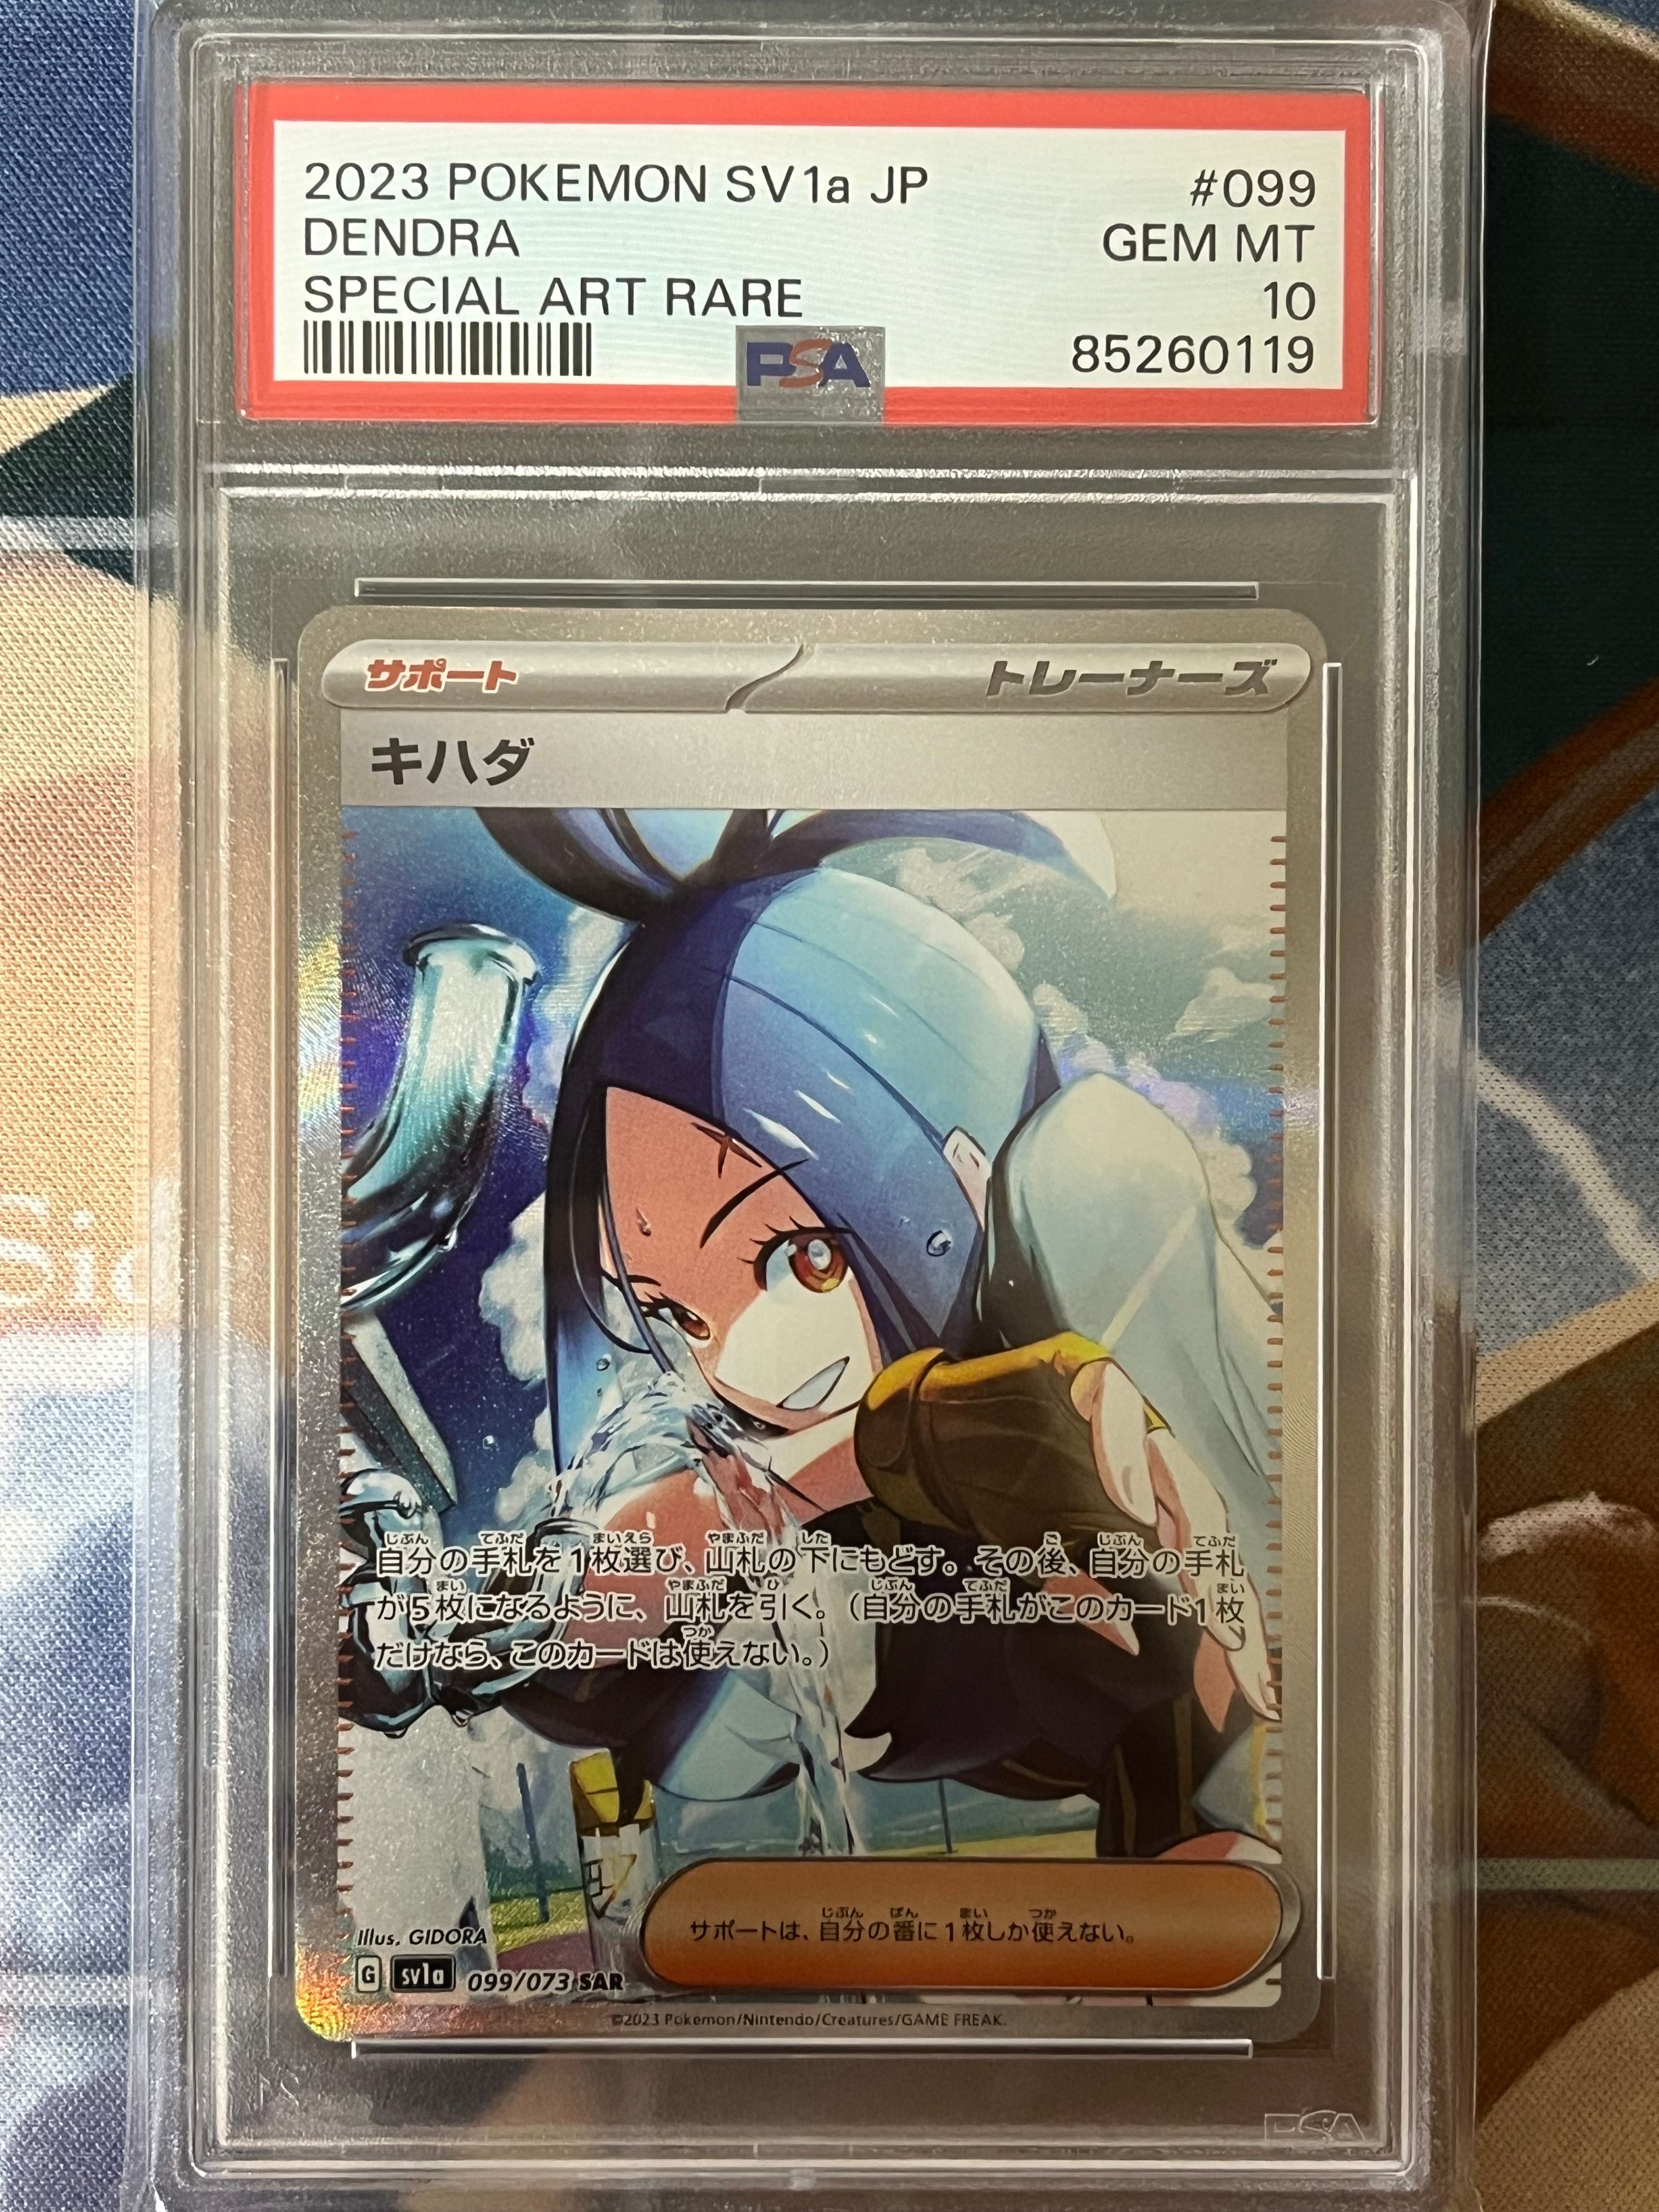 2023 POKEMON SV1a JP #099
DENDRA GEM MT
SPECIAL ART RARE 10
PSA 85260119
サポート トレーナーズ
キハダ
自分の手札を1枚選び、山札の下にもどす。その後、自分の手札
が5枚になるように、山札を引く。（自分の手札がこのカード1枚
だけなら、このカードは使えない。）
サポートは、自分の番に1枚しか使えない。
Illus. GIDORA
G sv1a 099/073 SAR
©2023 Pokémon/Nintendo/Creatures/GAME FREAK.
PSA